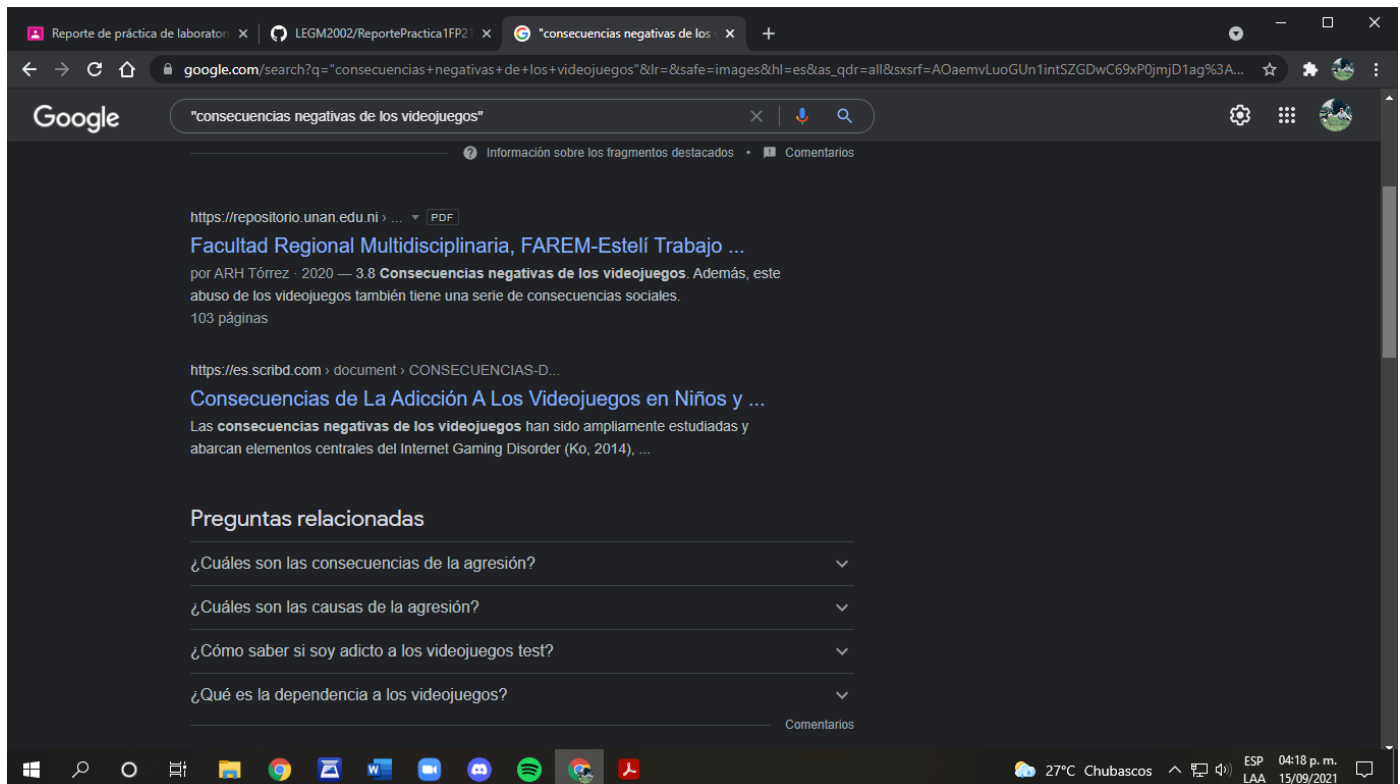 Reporte de práctica de laborator
LEGM2002/ReportePractica1FP21
"consecuencias negativas de los v
google.com/search?q="consecuencias+negativas+de+los+videojuegos"&lr=&safe=images&hl=es&as_qdr=all&sxsrf=AOaemvLuoGUn1intSZGDwC69xP0jmjD1ag%3A...
Google
"consecuencias negativas de los videojuegos"
Información sobre los fragmentos destacados • Comentarios
https://repositorio.unan.edu.ni › ... PDF
Facultad Regional Multidisciplinaria, FAREM-Estelí Trabajo ...
por ARH Tórrez · 2020 — 3.8 Consecuencias negativas de los videojuegos. Además, este
abuso de los videojuegos también tiene una serie de consecuencias sociales.
103 páginas
https://es.scribd.com › document › CONSECUENCIAS-D...
Consecuencias de La Adicción A Los Videojuegos en Niños y ...
Las consecuencias negativas de los videojuegos han sido ampliamente estudiadas y
abarcan elementos centrales del Internet Gaming Disorder (Ko, 2014), ...
Preguntas relacionadas
¿Cuáles son las consecuencias de la agresión?
¿Cuáles son las causas de la agresión?
¿Cómo saber si soy adicto a los videojuegos test?
¿Qué es la dependencia a los videojuegos?
Comentarios
27°C Chubascos
ESP
LAA
04:18 p. m.
15/09/2021